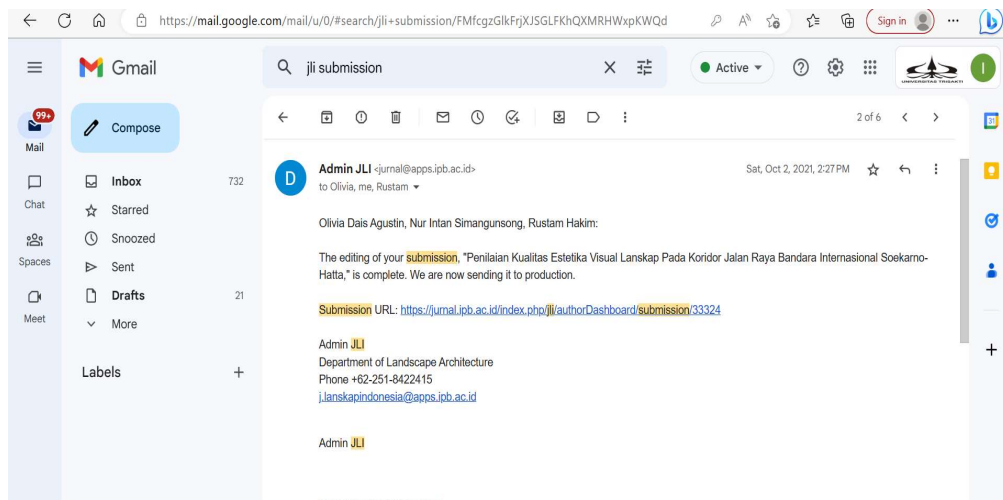 https://mail.google.com/mail/u/0/#search/jli+submission/FMfcgzGlkFrjXJSGLFKhQXMRHWxpKWQd
Sign in
Gmail
jli submission
Active
UNIVERSITAS TRISAKTI
I
99+
Mail
Chat
Spaces
Meet
Compose
Inbox 732
Starred
Snoozed
Sent
Drafts 21
More
Labels
2 of 6
31
D
Admin JLI <jurnal@apps.ipb.ac.id> Sat, Oct 2, 2021, 2:27 PM
to Olivia, me, Rustam
Olivia Dais Agustin, Nur Intan Simangunsong, Rustam Hakim:
The editing of your submission, "Penilaian Kualitas Estetika Visual Lanskap Pada Koridor Jalan Raya Bandara Internasional Soekarno-
Hatta," is complete. We are now sending it to production.
Submission URL: https://jurnal.ipb.ac.id/index.php/jli/authorDashboard/submission/33324
Admin JLI
Department of Landscape Architecture
Phone +62-251-8422415
j.lanskapindonesia@apps.ipb.ac.id
Admin JLI